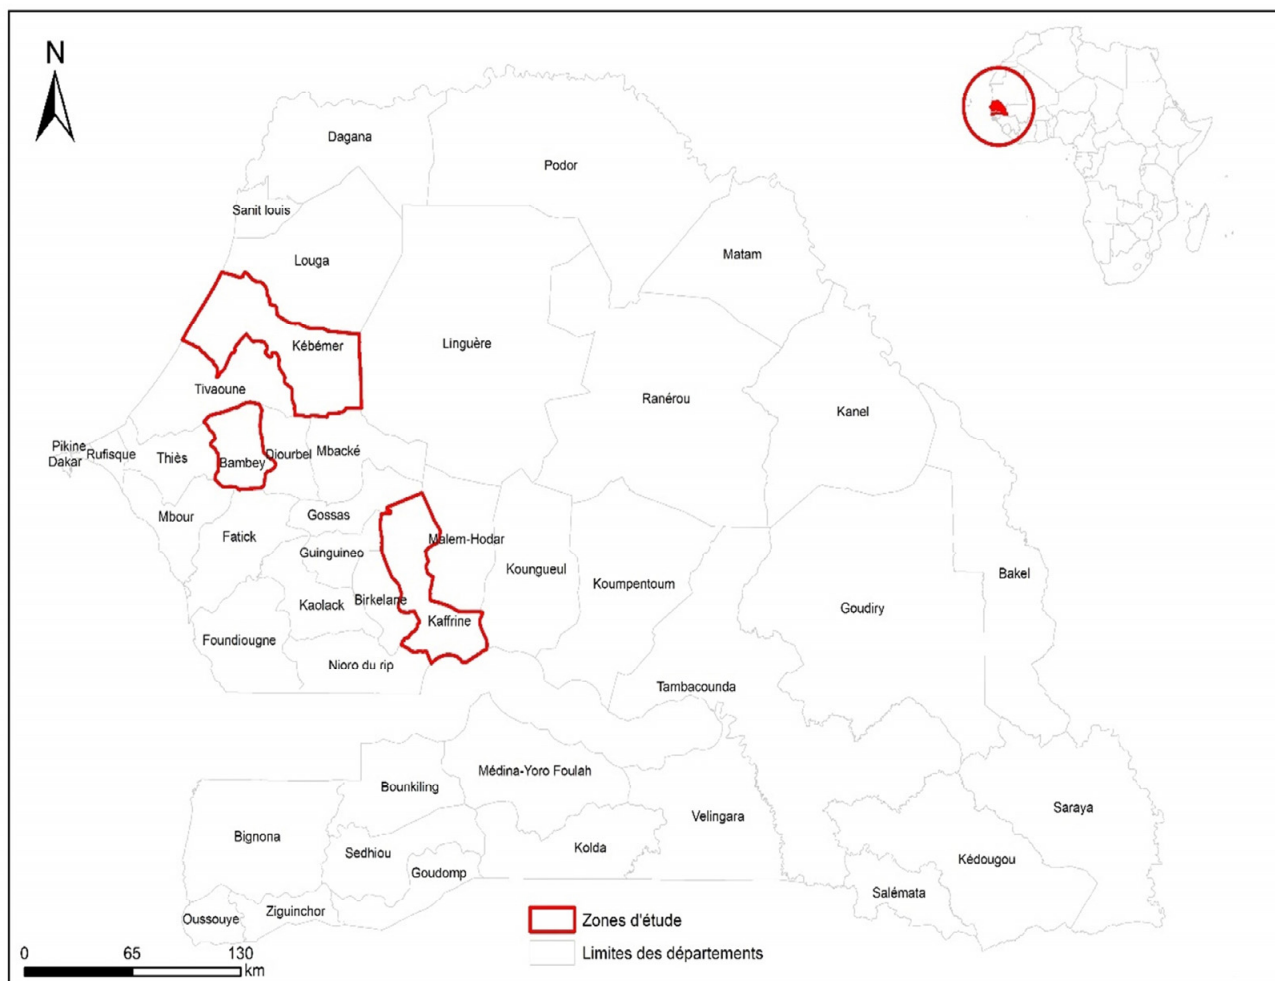 N
Dagana
Podor
Sanit louis
Matam
Louga
Kébémer
Linguère
Tivaoune
Ranérou
Kanel
Pikine
Dakar
Rufisque
Thiès
Bambey
Diourbel
Mbacké
Mbour
Gossas
Fatick
Malem-Hodar
Guinguineo
Koungueul
Koumpentoum
Bakel
Birkelane
Kaolack
Goudiry
Kaffrine
Foundiougne
Nioro du rip
Tambacounda
Médina-Yoro Foulah
Bounkiling
Saraya
Velingara
Bignona
Kolda
Sedhiou
Kédougou
Goudomp
Salémata
Ziguinchor
Oussouye
Zones d'étude
Limites des départements
0 65 130
km